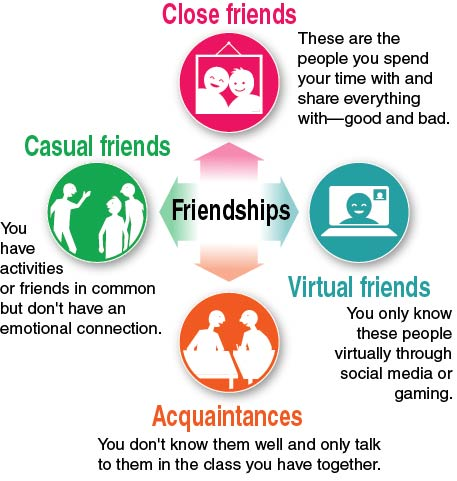 Close friends
These are the
people you spend
your time with and
share everything
with—good and bad.
Casual friends
You
have
activities
or friends in common
but don't have an
emotional connection.
Friendships
Virtual friends
You only know
these people
virtually through
social media or
gaming.
Acquaintances
You don't know them well and only talk
to them in the class you have together.